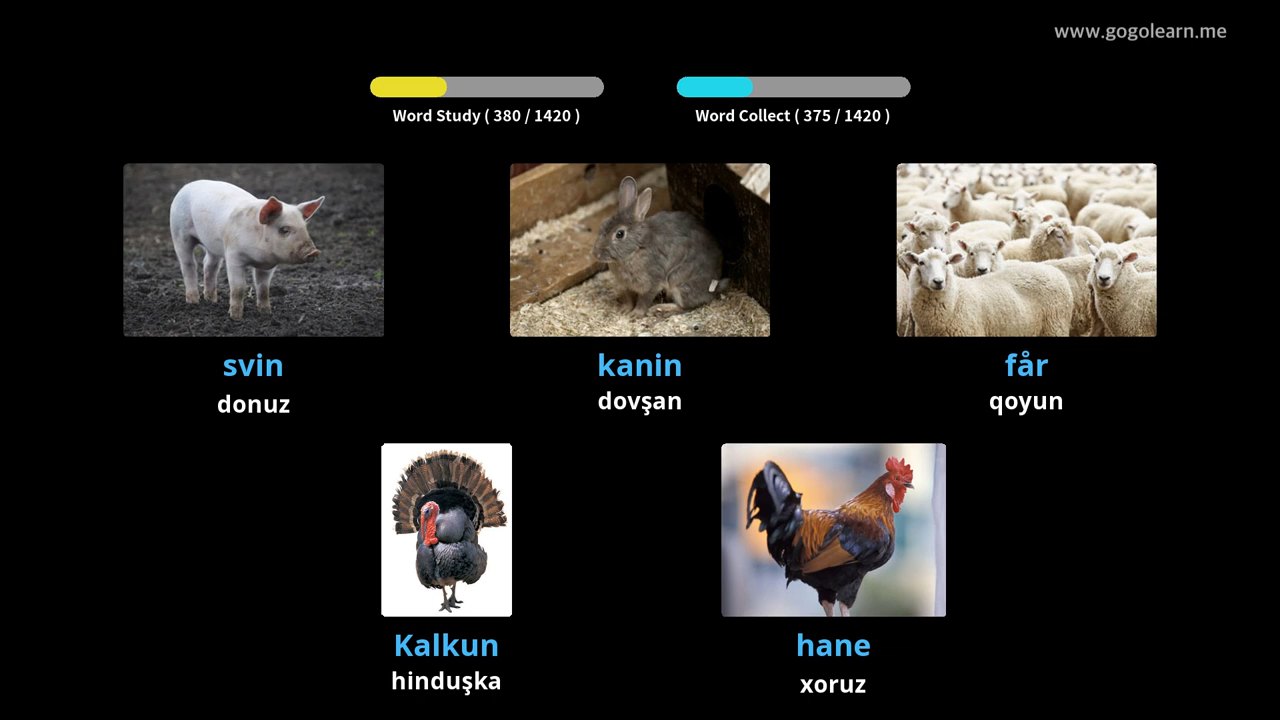 www.gogolearn.me
Word Study ( 380 / 1420 )
Word Collect ( 375 / 1420 )
svin
donuz
kanin
dovşan
får
qoyun
Kalkun
hinduşka
hane
xoruz